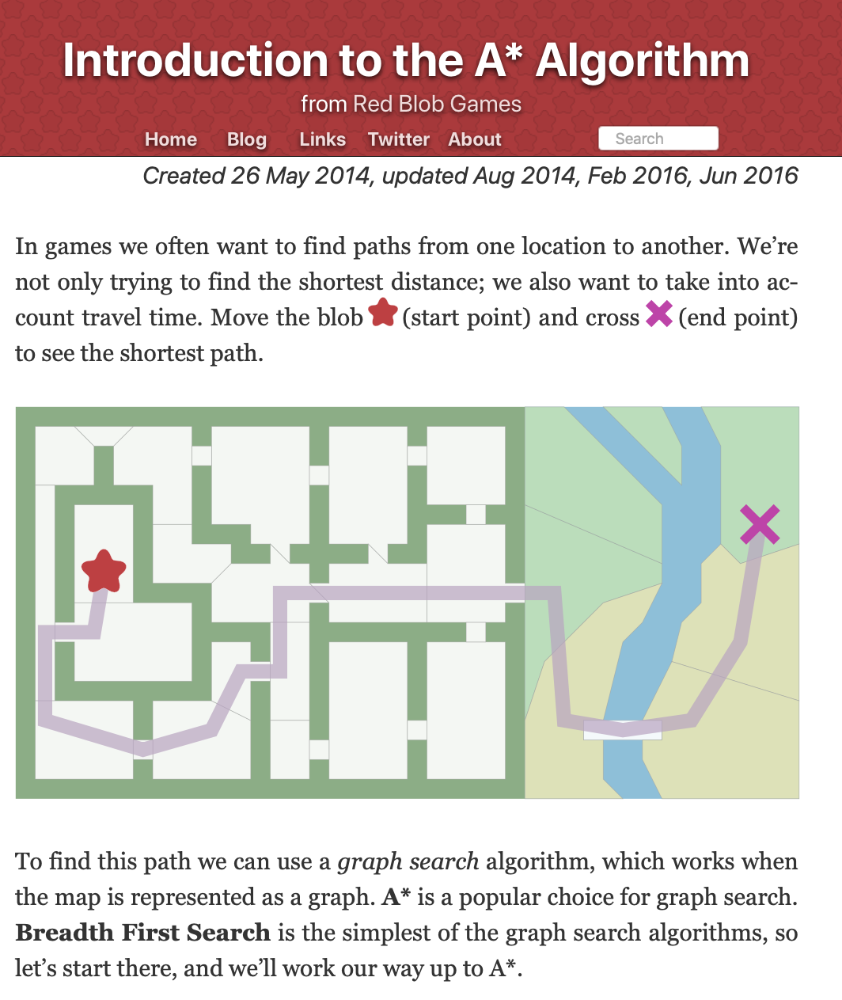 Introduction to the A* Algorithm
from Red Blob Games
Home Blog Links Twitter About Search
Created 26 May 2014, updated Aug 2014, Feb 2016, Jun 2016
In games we often want to find paths from one location to another. We’re
not only trying to find the shortest distance; we also want to take into ac-
count travel time. Move the blob (start point) and cross (end point)
to see the shortest path.
To find this path we can use a graph search algorithm, which works when
the map is represented as a graph. A* is a popular choice for graph search.
Breadth First Search is the simplest of the graph search algorithms, so
let’s start there, and we’ll work our way up to A*.